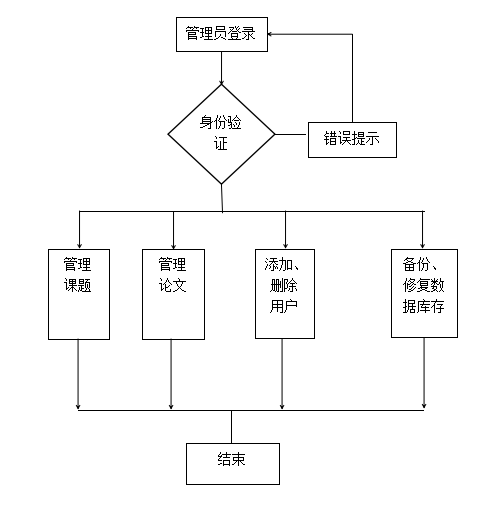 管理员登录
身份验
证
错误提示
管理
课题
管理
论文
添加、
删除
用户
备份、
修复数
据库存
结束